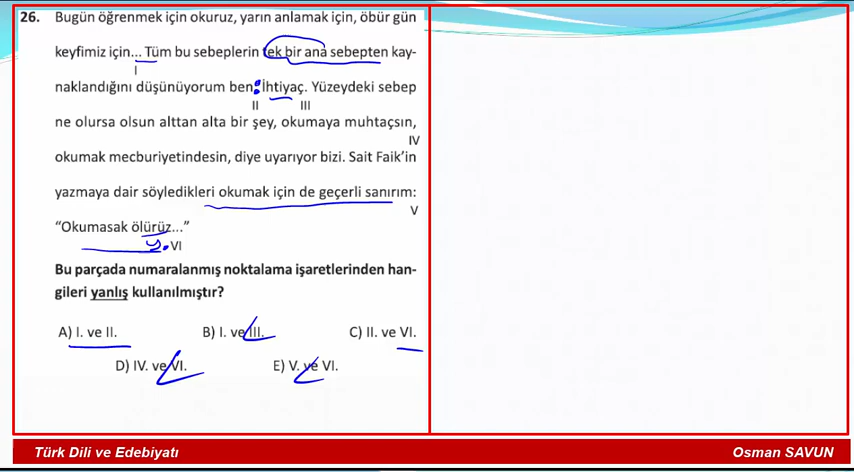 26. Bugün öğrenmek için okuruz, yarın anlamak için, öbür gün
keyfimiz için... Tüm bu sebeplerin tek bir ana sebepten kay-
I
naklandığını düşünüyorum ben: İhtiyaç. Yüzeydeki sebep
II III
ne olursa olsun alttan alta bir şey, okumaya muhtaçsın,
IV
okumak mecburiyetindesin, diye uyarıyor bizi. Sait Faik'in
yazmaya dair söyledikleri okumak için de geçerli sanırım:
V
"Okumasak ölürüz..."
y. VI
Bu parçada numaralanmış noktalama işaretlerinden han-
gileri yanlış kullanılmıştır?
A) I. ve II. B) I. ve III. C) II. ve VI.
D) IV. ve VI. E) V. ve VI.
Türk Dili ve Edebiyatı Osman SAVUN